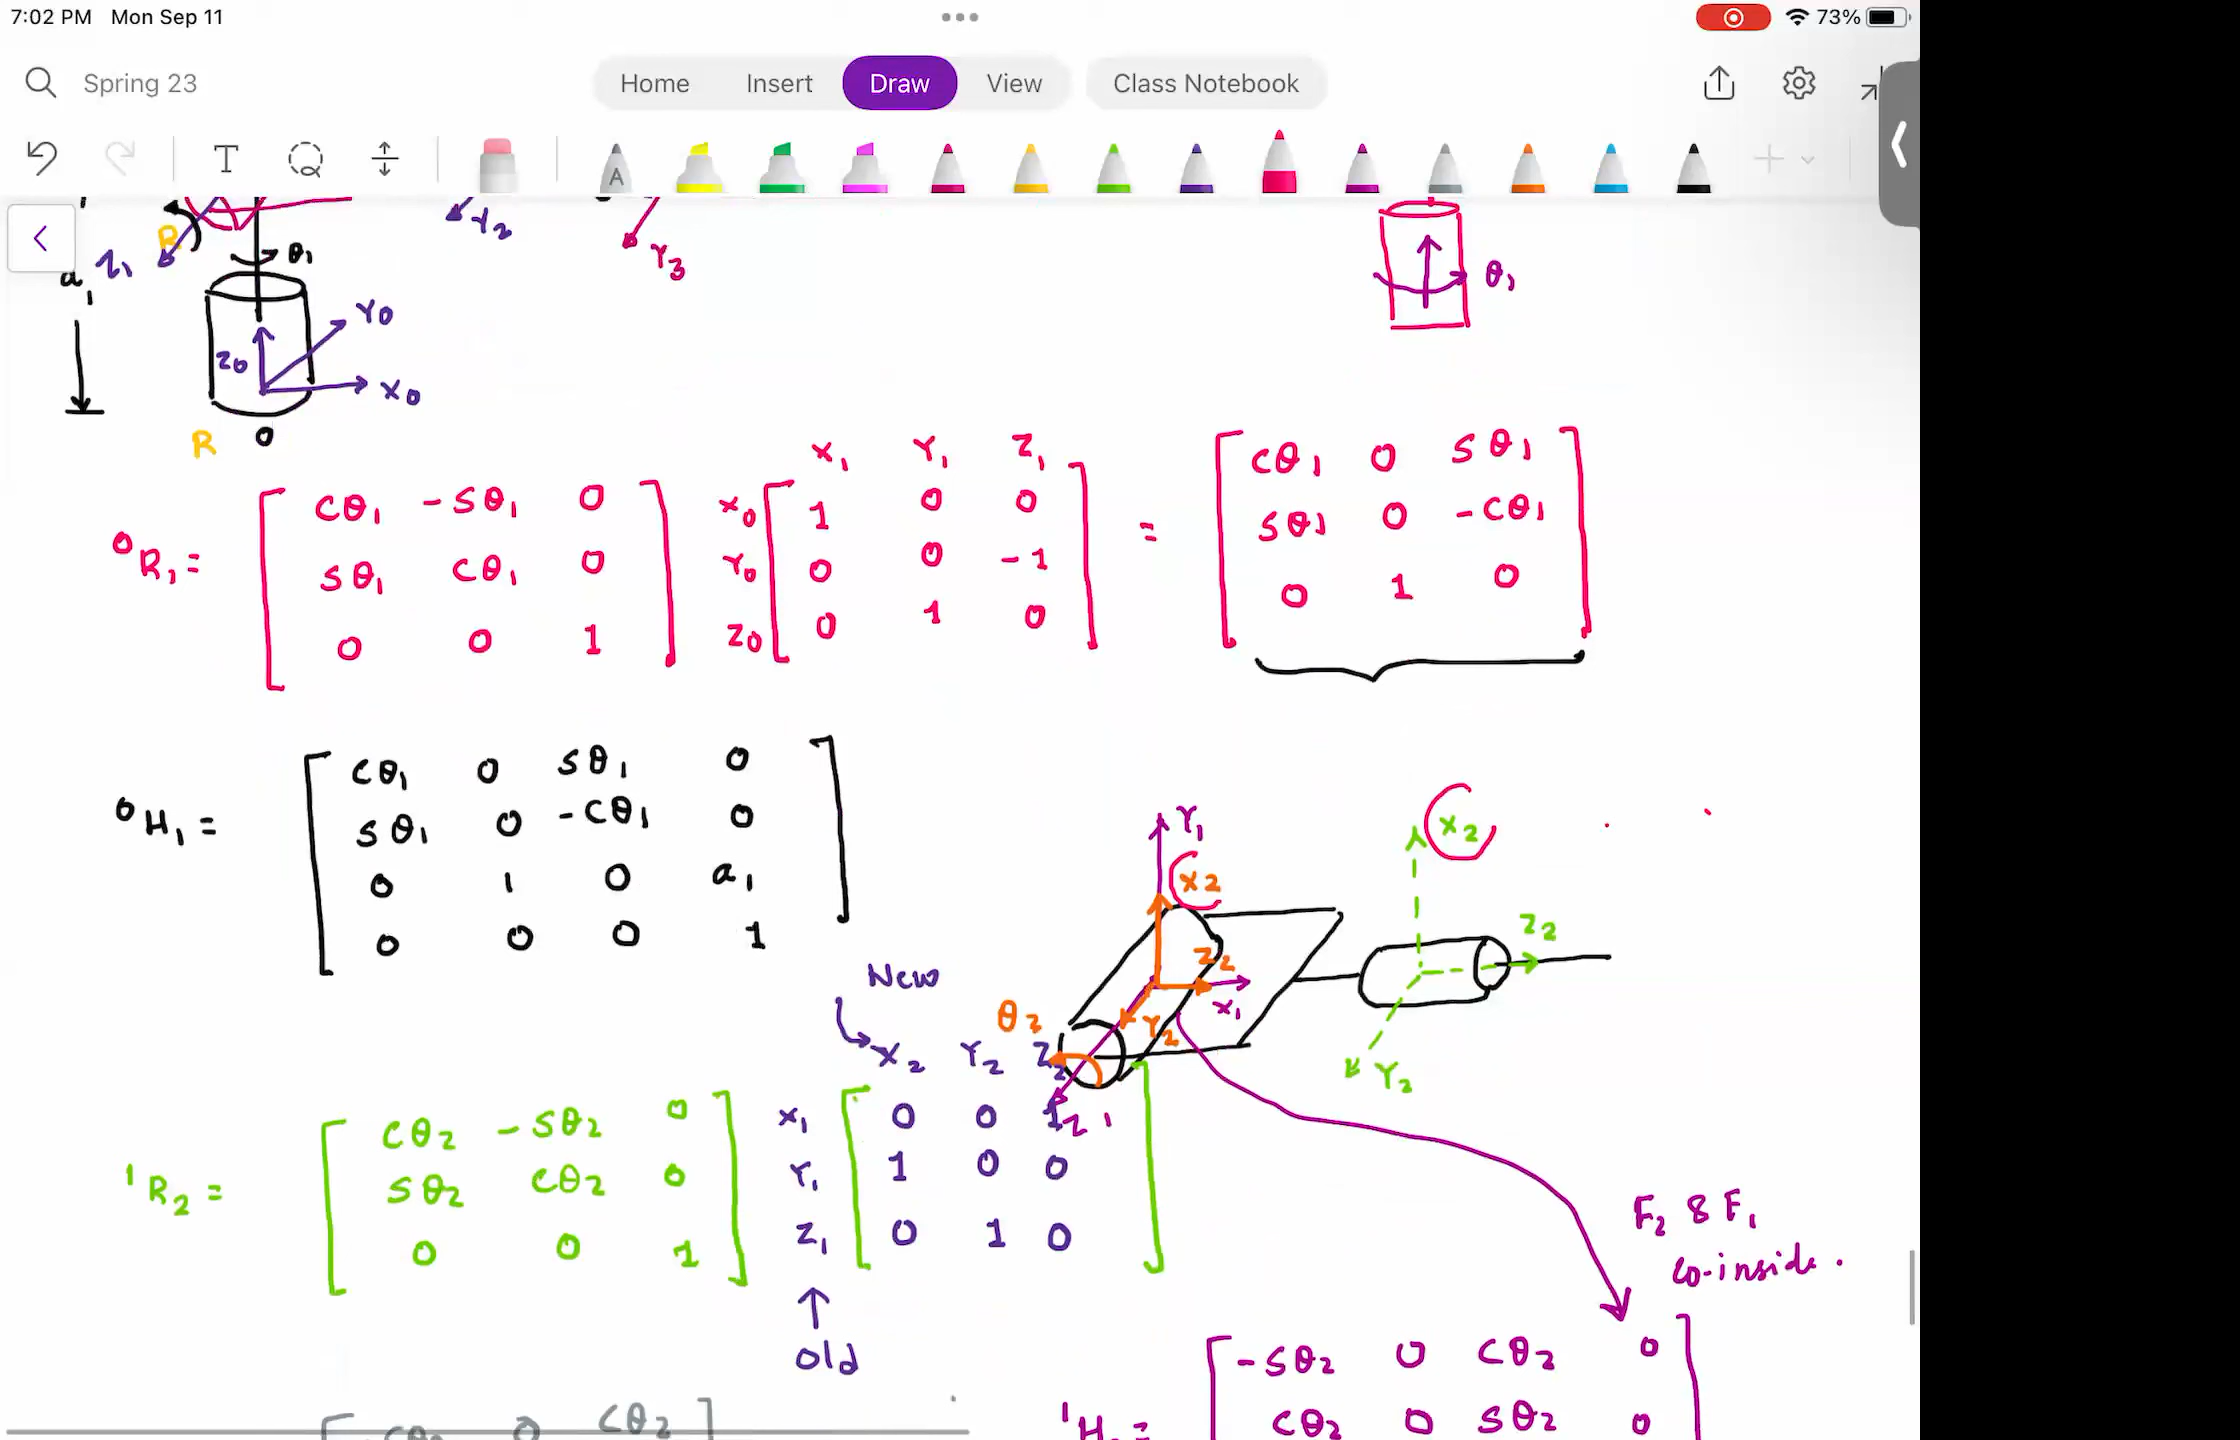 7:02 PM Mon Sep 11
73%
Spring 23
Home Insert Draw View Class Notebook
T
A
Y2
Y3
R
θ1
a1
Z1
θ1
Y0
Z0
X0
R 0
X1 Y1 Z1
0R1 = [ Cθ1 -Sθ1 0 ] X0 [ 1 0 0 ] = [ Cθ1 0 Sθ1 ]
[ Sθ1 Cθ1 0 ] Y0 [ 0 0 -1 ] [ Sθ1 0 -Cθ1 ]
[ 0 0 1 ] Z0 [ 0 1 0 ] [ 0 1 0 ]
0H1 = [ Cθ1 0 Sθ1 0 ]
[ Sθ1 0 -Cθ1 0 ]
[ 0 1 0 a1 ]
[ 0 0 0 1 ]
Y1
X2
X2
Z2
Z2
X1
Y2
Y2
θ2
Z1
New
X2 Y2 Z2
1R2 = [ Cθ2 -Sθ2 0 ] X1 [ 0 0 1 ]
[ Sθ2 Cθ2 0 ] Y1 [ 1 0 0 ]
[ 0 0 1 ] Z1 [ 0 1 0 ]
old
F2 & F1
Co-inside.
-Sθ2 0 Cθ2 0
Cθ2 0 Sθ2 0
0 Cθ2